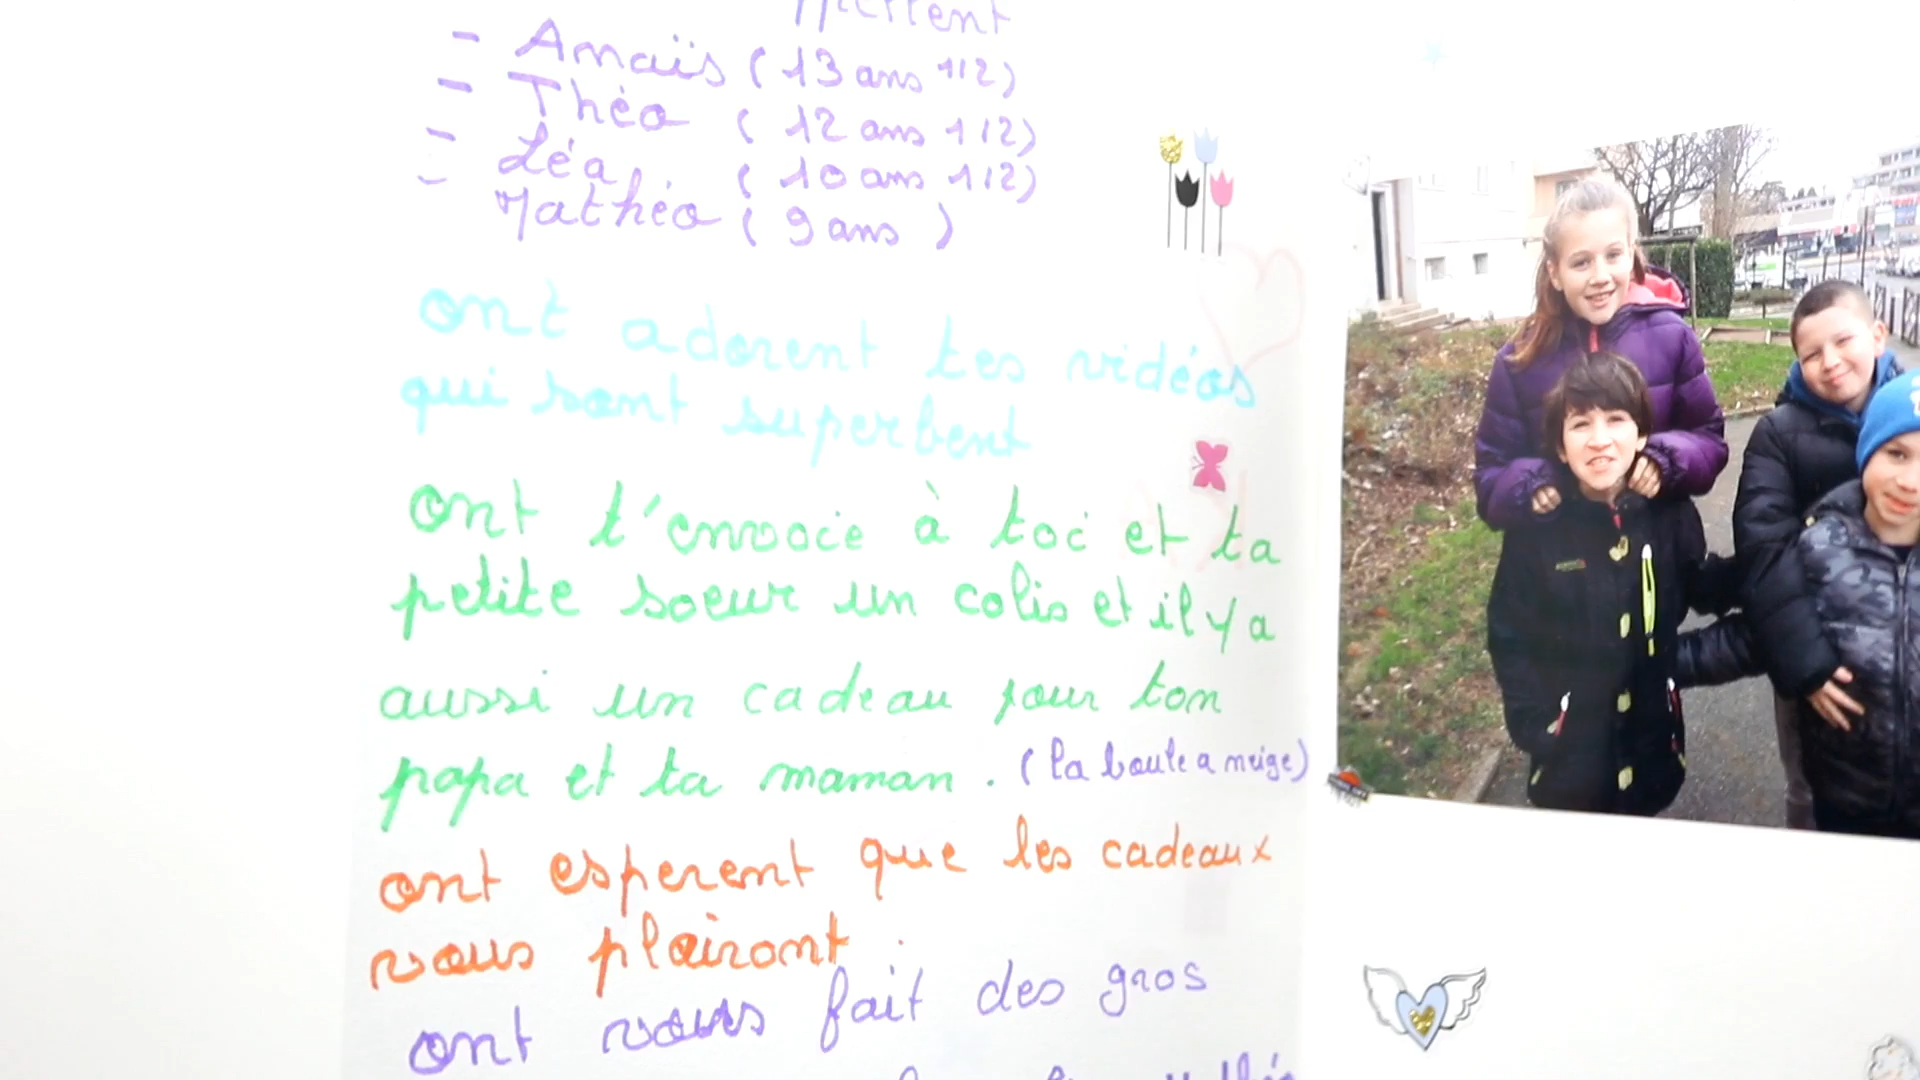 - Anaïs (13 ans 1/2)
- Théo (12 ans 1/2)
- Léa (10 ans 1/2)
- Mathéo (9 ans)
ont adorent tes vidéos
qui sont superbent
ont t'envoie à toi et ta
petite soeur un colis et il y a
aussi un cadeau pour ton
papa et ta maman. (la boule a neige)
ont esperent que les cadeaux
vous plairont.
ont vous fait des gros